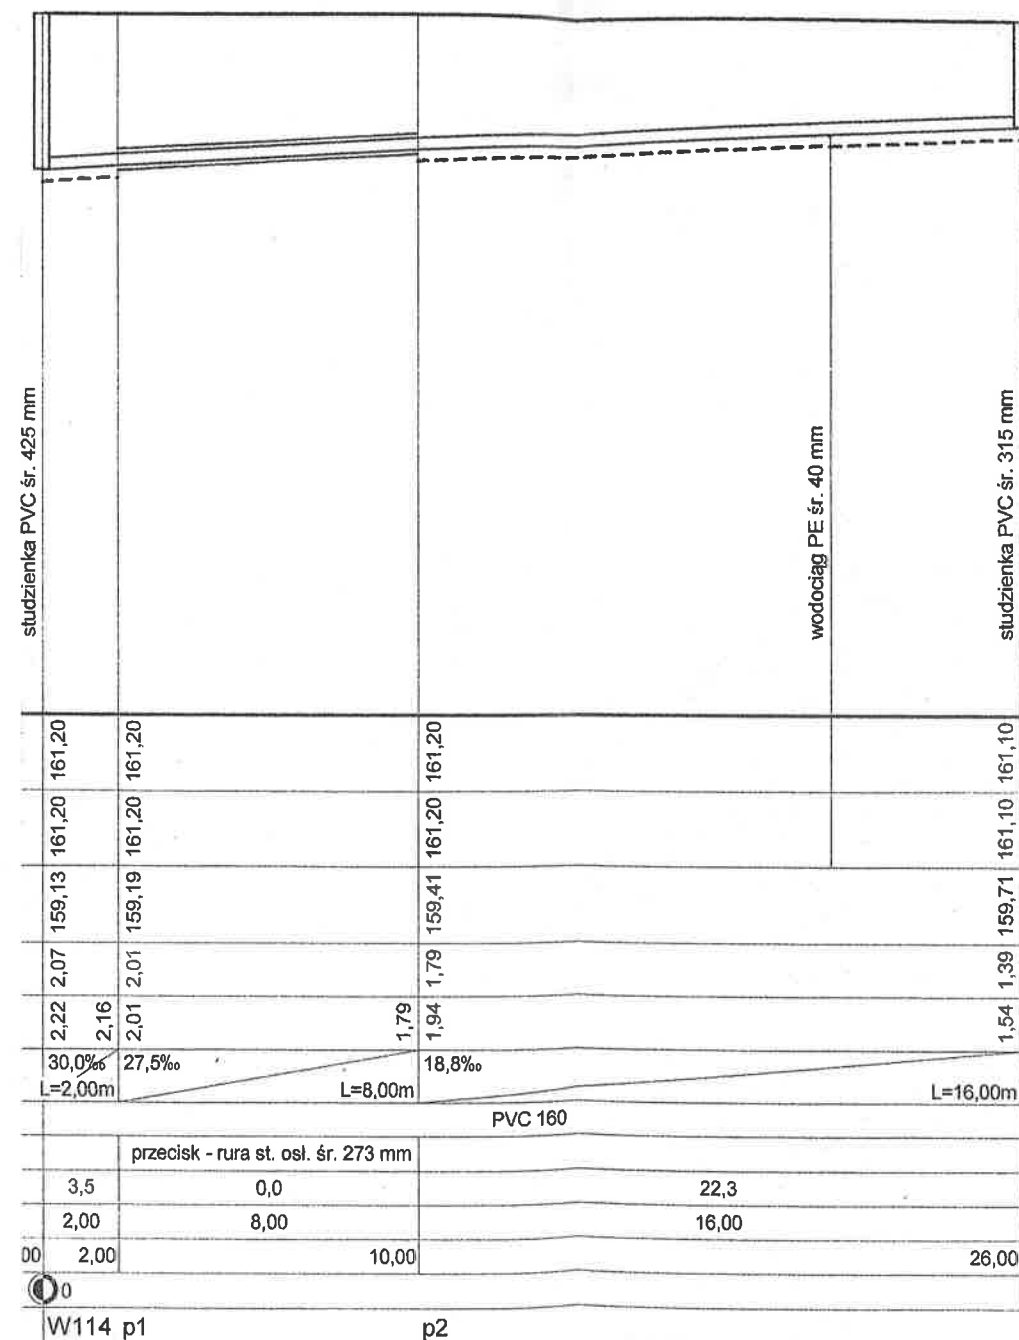 studzienka PVC śr. 425 mm
wodociąg PE śr. 40 mm
studzienka PVC śr. 315 mm
161,20 161,20 161,20 161,10
161,20 161,20 161,20 161,10
159,13 159,19 159,41 159,71
2,07 2,01 1,79 1,39
2,22 2,16 2,01 1,79 1,94 1,54
30,0‰ 27,5‰ 18,8‰
L=2,00m L=8,00m L=16,00m
PVC 160
przecisk - rura st. osł. śr. 273 mm
3,5 0,0 22,3
2,00 8,00 16,00
00 2,00 10,00 26,00
0
W114 p1 p2